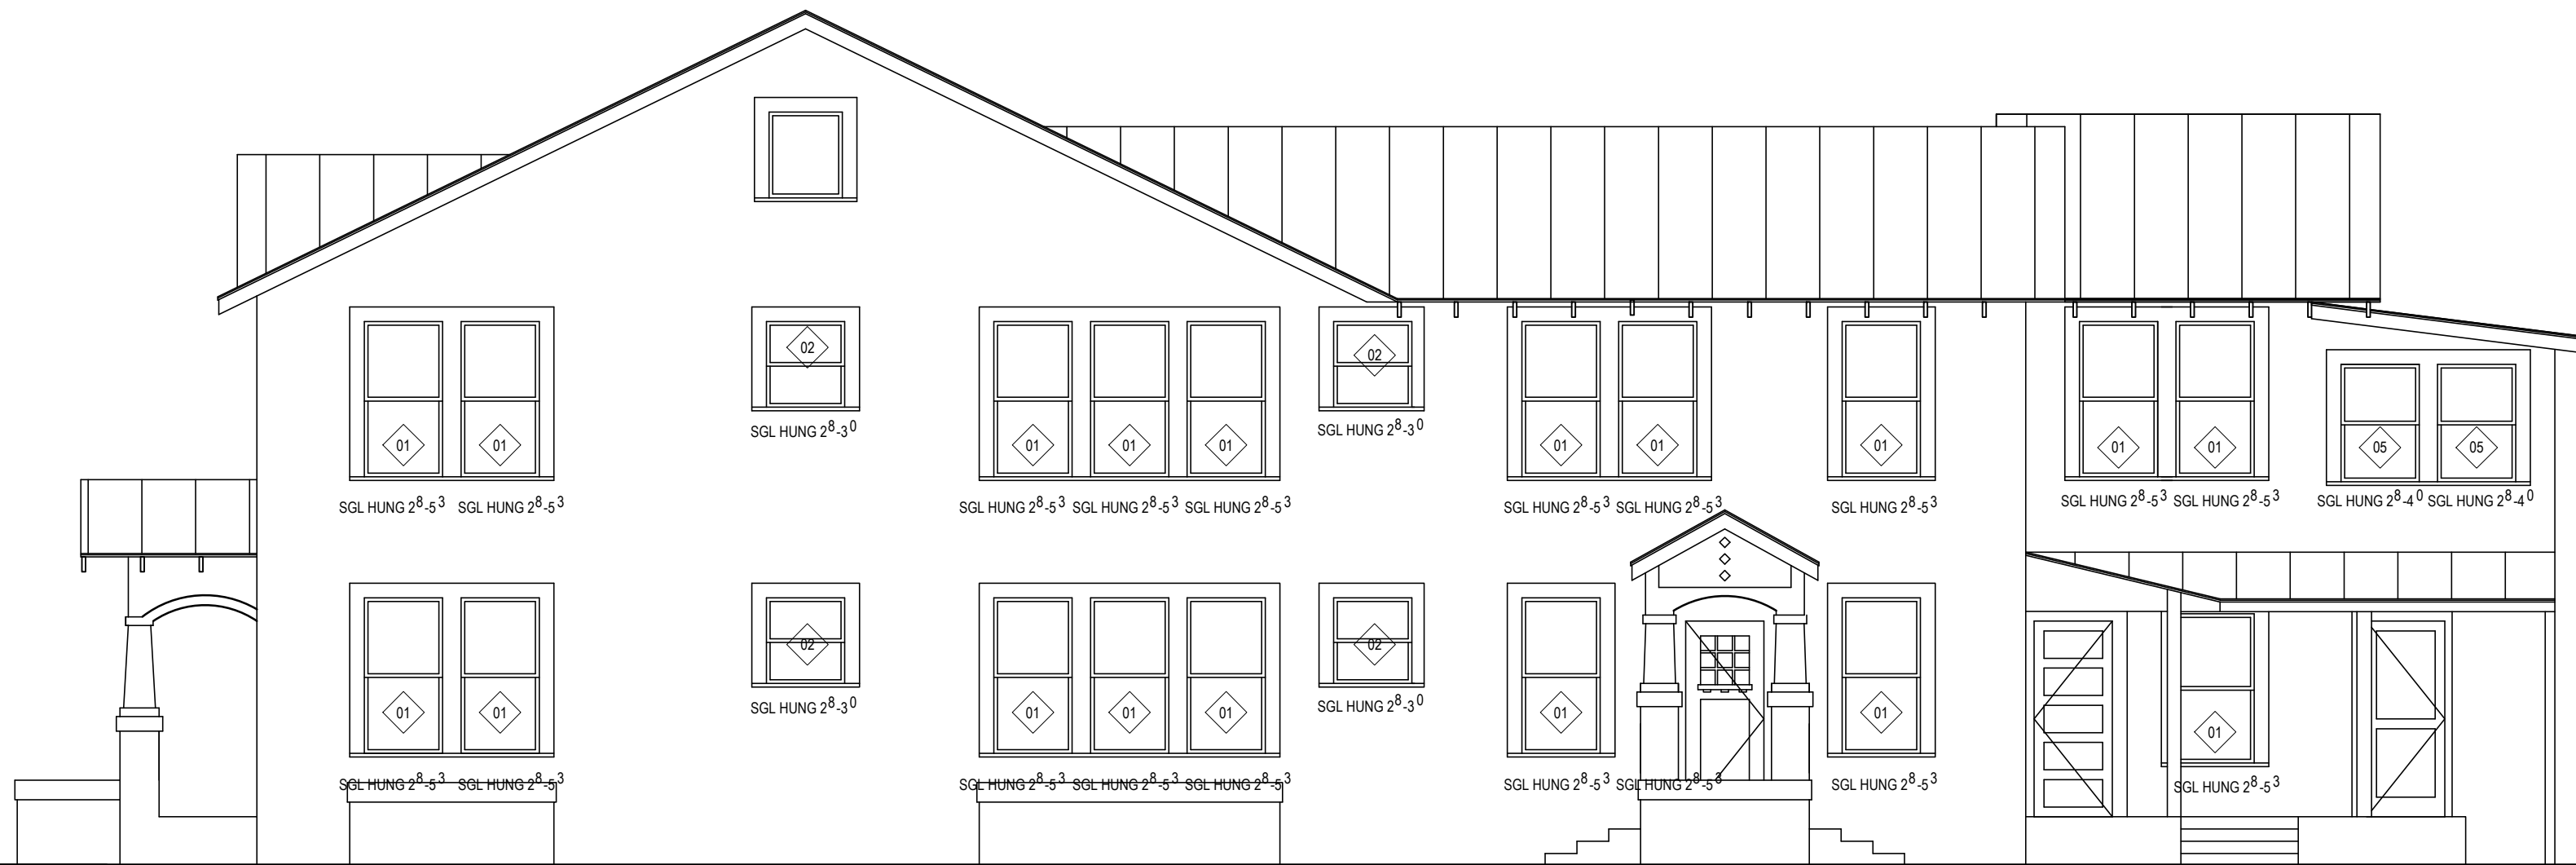 02
02
01 01
01 01 01
01 01
01
01 01
05 05
SGL HUNG 2⁸-3⁰
SGL HUNG 2⁸-3⁰
SGL HUNG 2⁸-5³ SGL HUNG 2⁸-5³
SGL HUNG 2⁸-5³ SGL HUNG 2⁸-5³ SGL HUNG 2⁸-5³
SGL HUNG 2⁸-5³ SGL HUNG 2⁸-5³
SGL HUNG 2⁸-5³
SGL HUNG 2⁸-5³ SGL HUNG 2⁸-5³
SGL HUNG 2⁸-4⁰ SGL HUNG 2⁸-4⁰
02
02
01 01
01 01 01
01
01
01
SGL HUNG 2⁸-3⁰
SGL HUNG 2⁸-3⁰
SGL HUNG 2⁸-5³ SGL HUNG 2⁸-5³
SGL HUNG 2⁸-5³ SGL HUNG 2⁸-5³ SGL HUNG 2⁸-5³
SGL HUNG 2⁸-5³ SGL HUNG 2⁸-5³
SGL HUNG 2⁸-5³
SGL HUNG 2⁸-5³